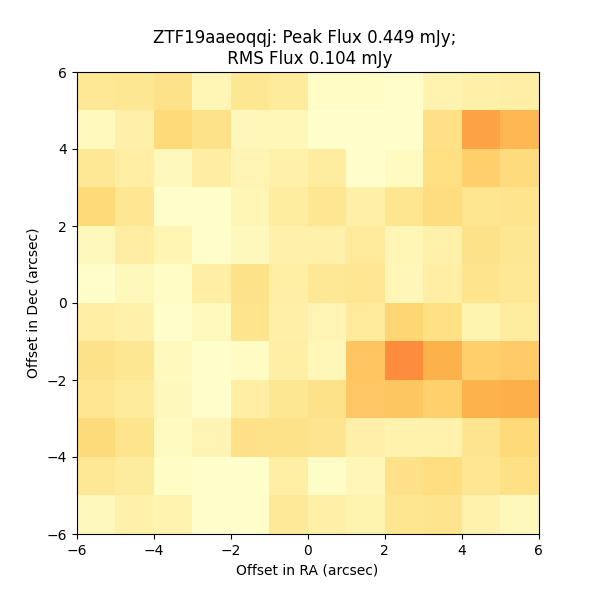 ZTF19aaeoqqj: Peak Flux 0.449 mJy;
RMS Flux 0.104 mJy
6
4
2
0
−2
−4
−6
Offset in Dec (arcsec)
−6 −4 −2 0 2 4 6
Offset in RA (arcsec)